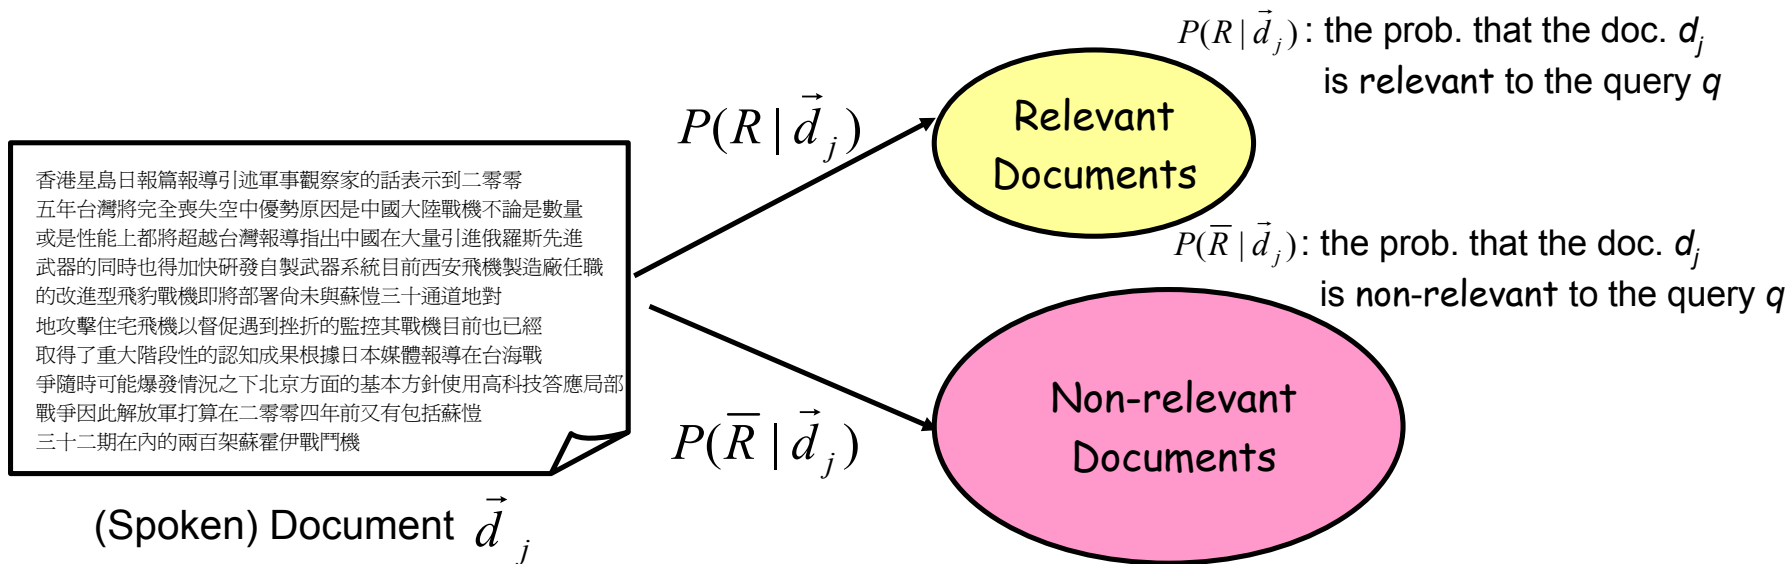 P(R | \vec{d}_j) : the prob. that the doc. d_j
is relevant to the query q
P(R | \vec{d}_j)
Relevant
Documents
香港星島日報篇報導引述軍事觀察家的話表示到二零零
五年台灣將完全喪失空中優勢原因是中國大陸戰機不論是數量
或是性能上都將超越台灣報導指出中國在大量引進俄羅斯先進
武器的同時也得加快研發自製武器系統目前西安飛機製造廠任職
的改進型飛豹戰機即將部署尚未與蘇愷三十通道地對
地攻擊住宅飛機以督促遇到挫折的監控其戰機目前也已經
取得了重大階段性的認知成果根據日本媒體報導在台海戰
爭隨時可能爆發情況之下北京方面的基本方針使用高科技答應局部
戰爭因此解放軍打算在二零零四年前又有包括蘇愷
三十二期在內的兩百架蘇霍伊戰鬥機
P(\overline{R} | \vec{d}_j) : the prob. that the doc. d_j
is non-relevant to the query q
P(\overline{R} | \vec{d}_j)
Non-relevant
Documents
(Spoken) Document \vec{d}_j